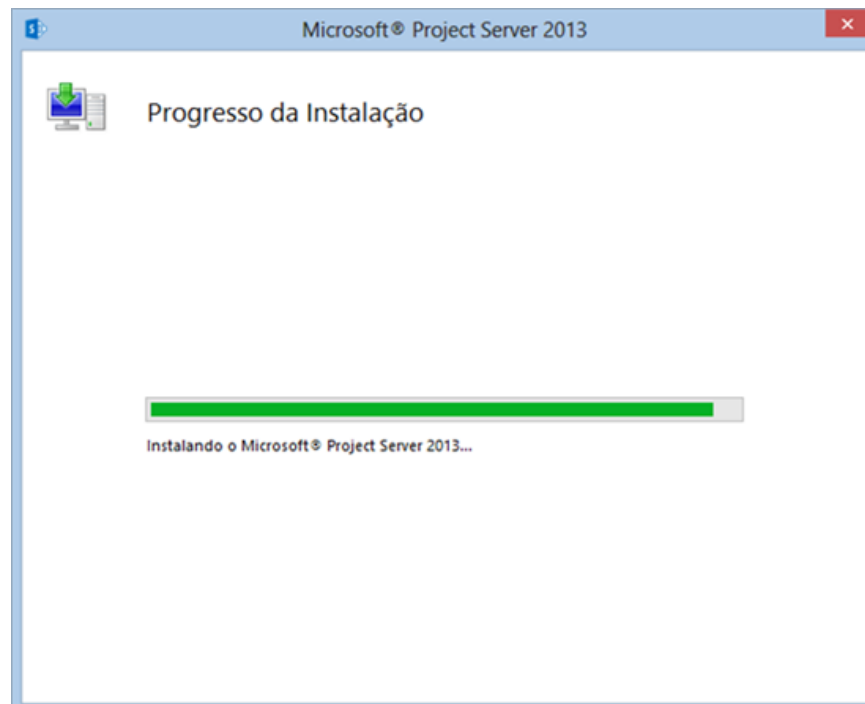 Microsoft® Project Server 2013
Progresso da Instalação
Instalando o Microsoft® Project Server 2013...